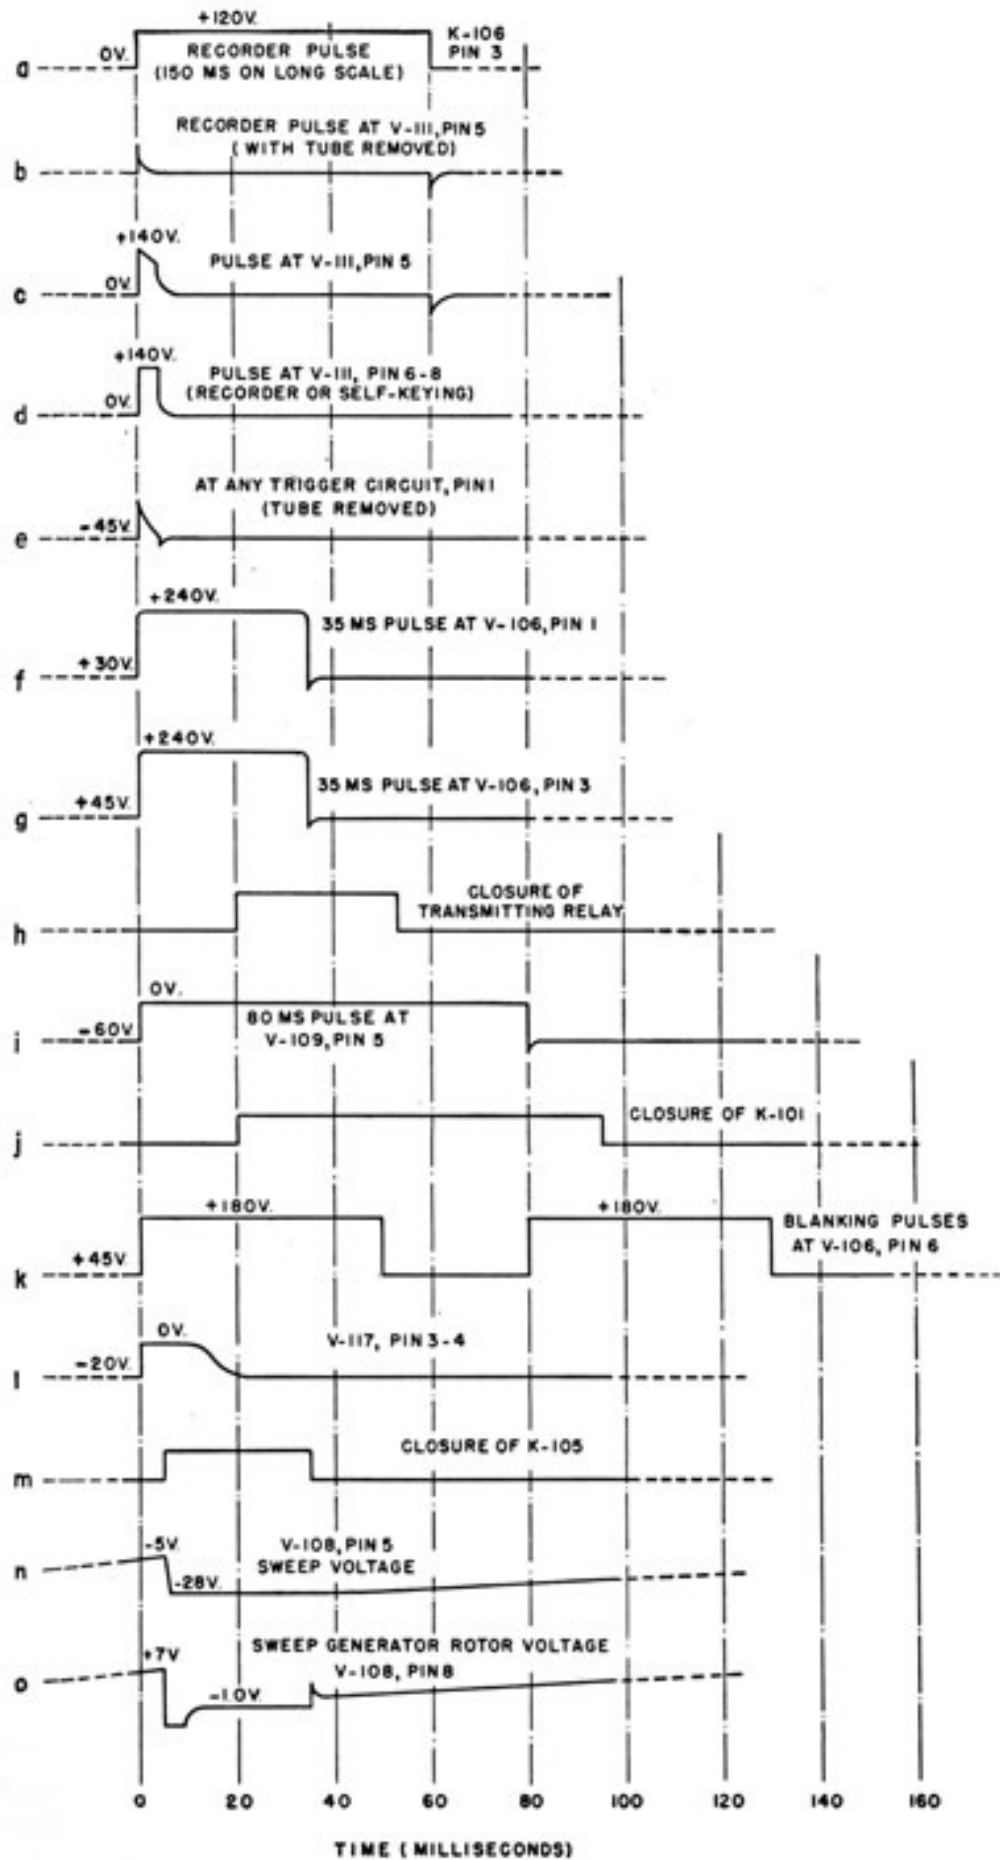 +120V.
K-106
PIN 3
a
0V.
RECORDER PULSE
(150 MS ON LONG SCALE)
RECORDER PULSE AT V-111, PIN 5
(WITH TUBE REMOVED)
b
+140V.
PULSE AT V-111, PIN 5
c
0V.
+140V.
PULSE AT V-111, PIN 6-8
(RECORDER OR SELF-KEYING)
d
0V.
AT ANY TRIGGER CIRCUIT, PIN 1
(TUBE REMOVED)
e
-45V.
+240V.
35 MS PULSE AT V-106, PIN 1
f
+30V.
+240V.
35 MS PULSE AT V-106, PIN 3
g
+45V.
CLOSURE OF
TRANSMITTING RELAY
h
0V.
80 MS PULSE AT
V-109, PIN 5
i
-60V.
CLOSURE OF K-101
j
+180V.
+180V.
BLANKING PULSES
AT V-106, PIN 6
k
+45V.
0V.
V-117, PIN 3-4
l
-20V.
CLOSURE OF K-105
m
-5V.
V-108, PIN 5
SWEEP VOLTAGE
n
-28V.
SWEEP GENERATOR ROTOR VOLTAGE
V-108, PIN 8
+7V
o
-1.0V.
0 20 40 60 80 100 120 140 160
TIME (MILLISECONDS)